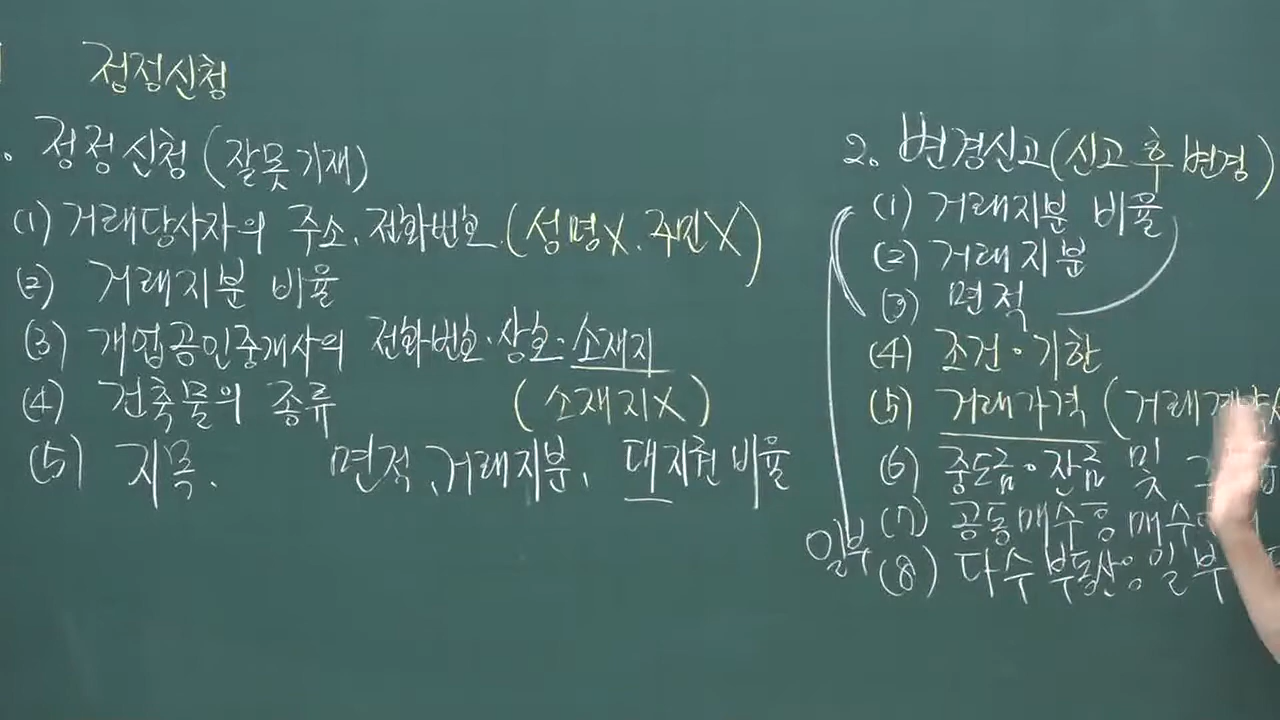 정정신청
. 정정신청(잘못기재)
(1) 거래당사자의 주소, 전화번호.(성명X. 주민X)
(2) 거래지분 비율
(3) 개업공인중개사의 전화번호·상호·소재지
(4) 건축물의 종류 (소재지X)
(5) 지목. 면적, 거래지분, 대지권비율
2. 변경신고(신고 후 변경)
(1) 거래지분 비율
(2) 거래지분
(3) 면적
(4) 조건·기한
(5) 거래가격 (거래계약
(6) 중도금·잔금 및
(7) 공동매수중 매수
(8) 다수 부동산중 일부
일부